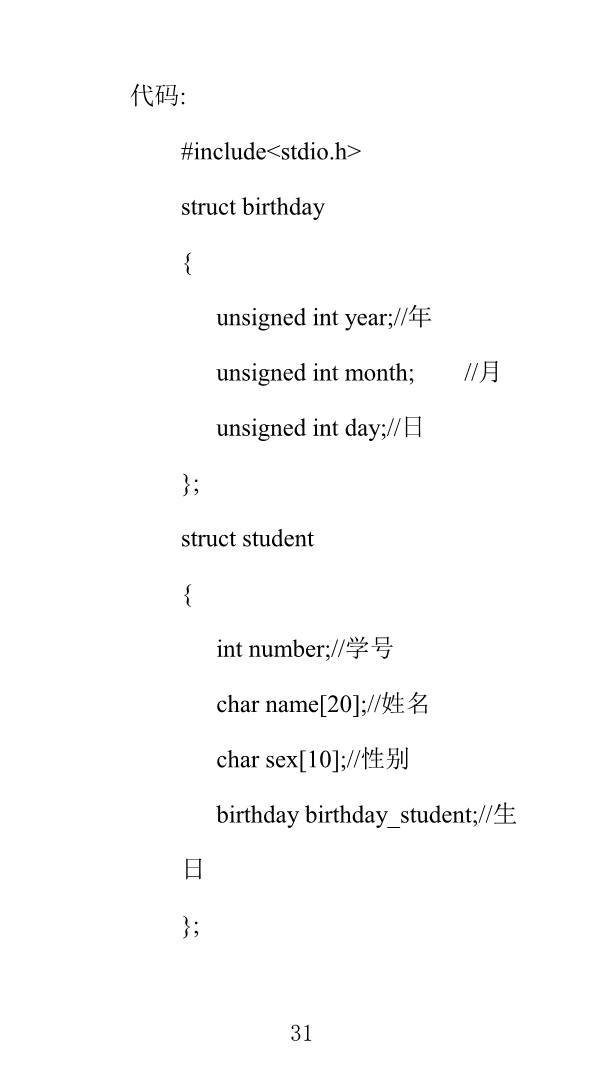 代码:
#include<stdio.h>
struct birthday
{
unsigned int year;//年
unsigned int month;        //月
unsigned int day;//日
};
struct student
{
int number;//学号
char name[20];//姓名
char sex[10];//性别
birthday birthday_student;//生
日
};
31